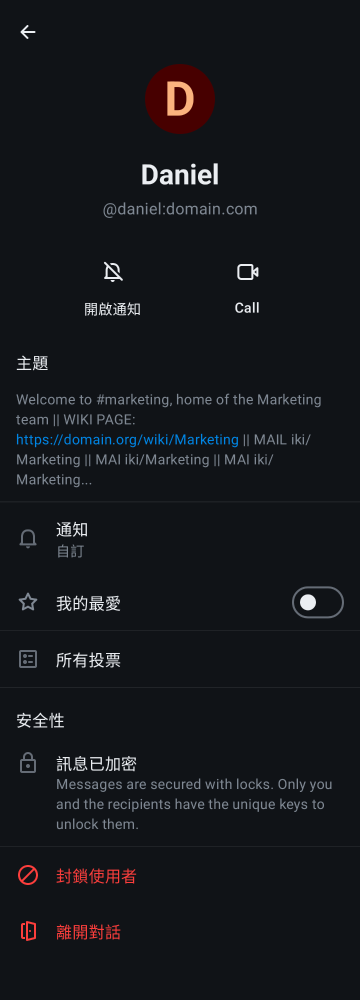 D
Daniel
@daniel:domain.com
開啟通知
Call
主題
Welcome to #marketing, home of the Marketing
team || WIKI PAGE:
https://domain.org/wiki/Marketing || MAIL iki/
Marketing || MAI iki/Marketing || MAI iki/
Marketing...
通知
自訂
我的最愛
所有投票
安全性
訊息已加密
Messages are secured with locks. Only you
and the recipients have the unique keys to
unlock them.
封鎖使用者
離開對話